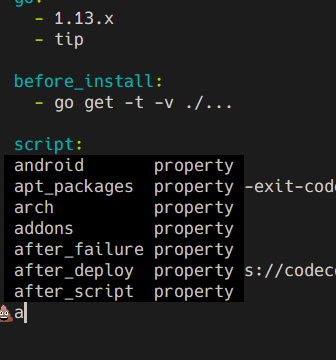 go:
- 1.13.x
- tip
before_install:
- go get -t -v ./...
script:
android property
apt_packages property -exit-cod
arch property
addons property
after_failure property
after_deploy property s://codec
after_script property
a